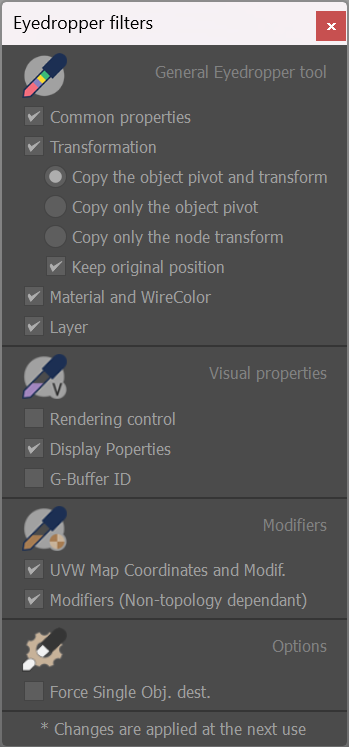 Eyedropper filters
General Eyedropper tool
Common properties
Transformation
Copy the object pivot and transform
Copy only the object pivot
Copy only the node transform
Keep original position
Material and WireColor
Layer
V
Visual properties
Rendering control
Display Poperties
G-Buffer ID
Modifiers
UVW Map Coordinates and Modif.
Modifiers (Non-topology dependant)
Options
Force Single Obj. dest.
* Changes are applied at the next use